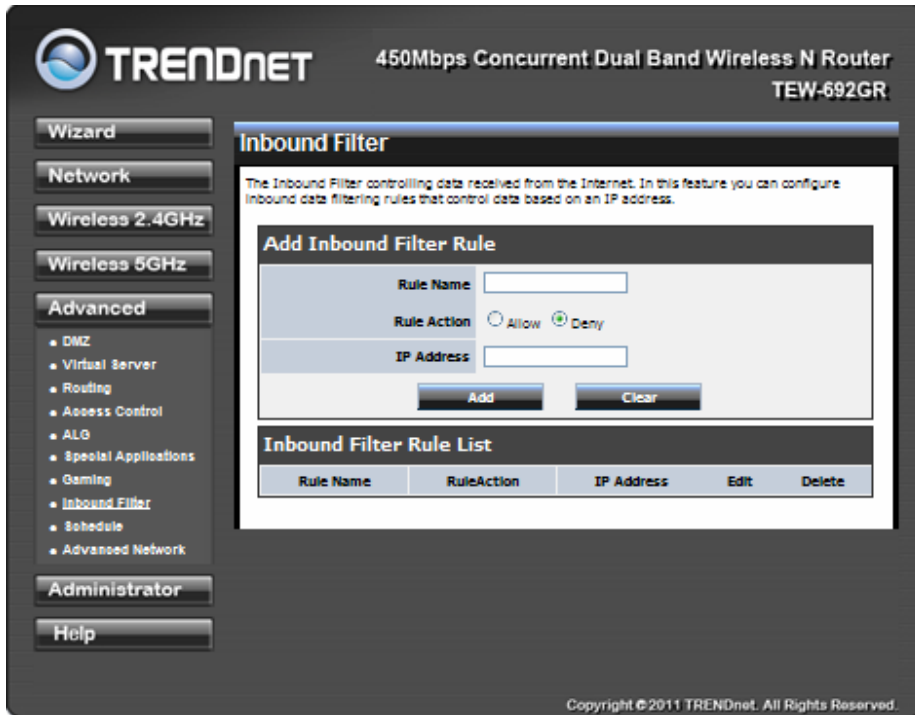 TRENDnet
450Mbps Concurrent Dual Band Wireless N Router
TEW-692GR
Wizard
Network
Wireless 2.4GHz
Wireless 5GHz
Advanced
DMZ
Virtual Server
Routing
Access Control
ALG
Special Applications
Gaming
Inbound Filter
Schedule
Advanced Network
Administrator
Help
Inbound Filter
The Inbound Filter controlling data received from the Internet. In this feature you can configure
inbound data filtering rules that control data based on an IP address.
Add Inbound Filter Rule
Rule Name
Rule Action Allow Deny
IP Address
Add Clear
Inbound Filter Rule List
Rule Name RuleAction IP Address Edit Delete
Copyright © 2011 TRENDnet. All Rights Reserved.